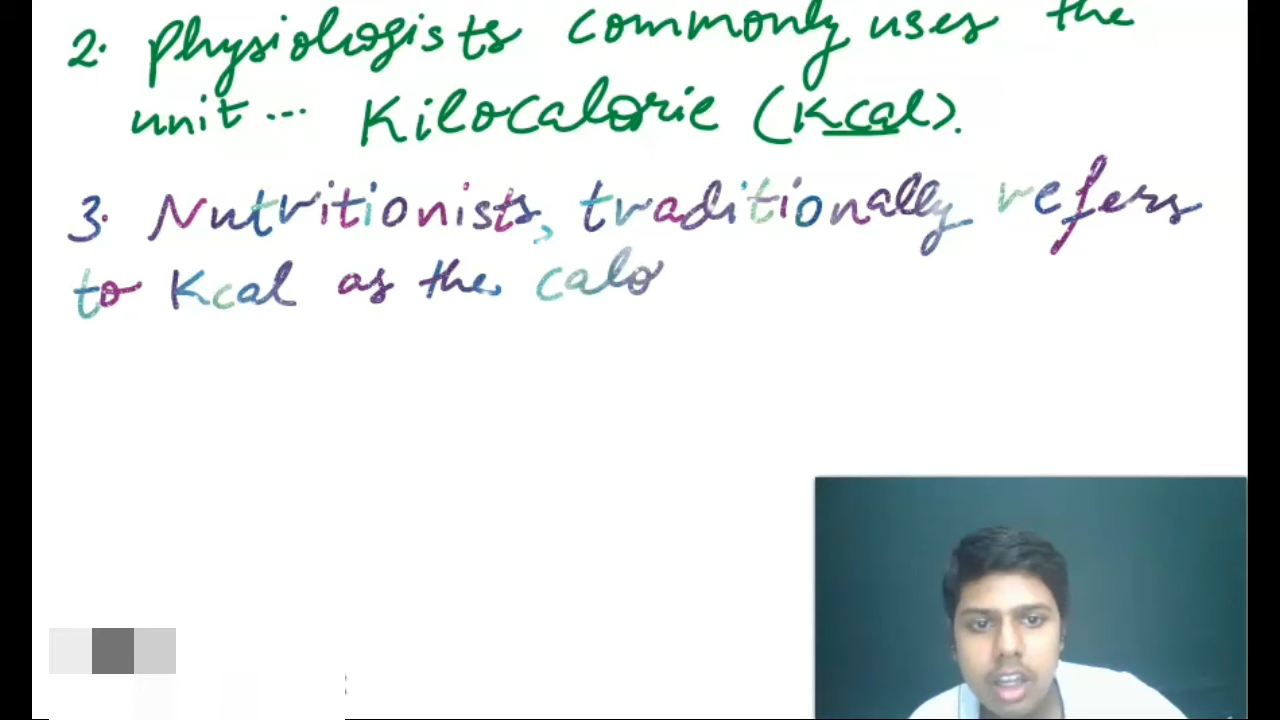 2. Physiologists commonly uses the
unit... Kilocalorie (Kcal).
3. Nutritionists, traditionally refers
to Kcal as the calo